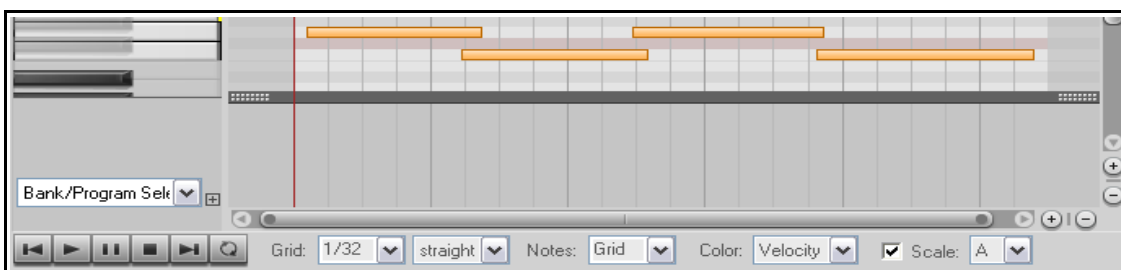 Bank/Program Sele
Grid: 1/32 straight Notes: Grid Color: Velocity Scale: A